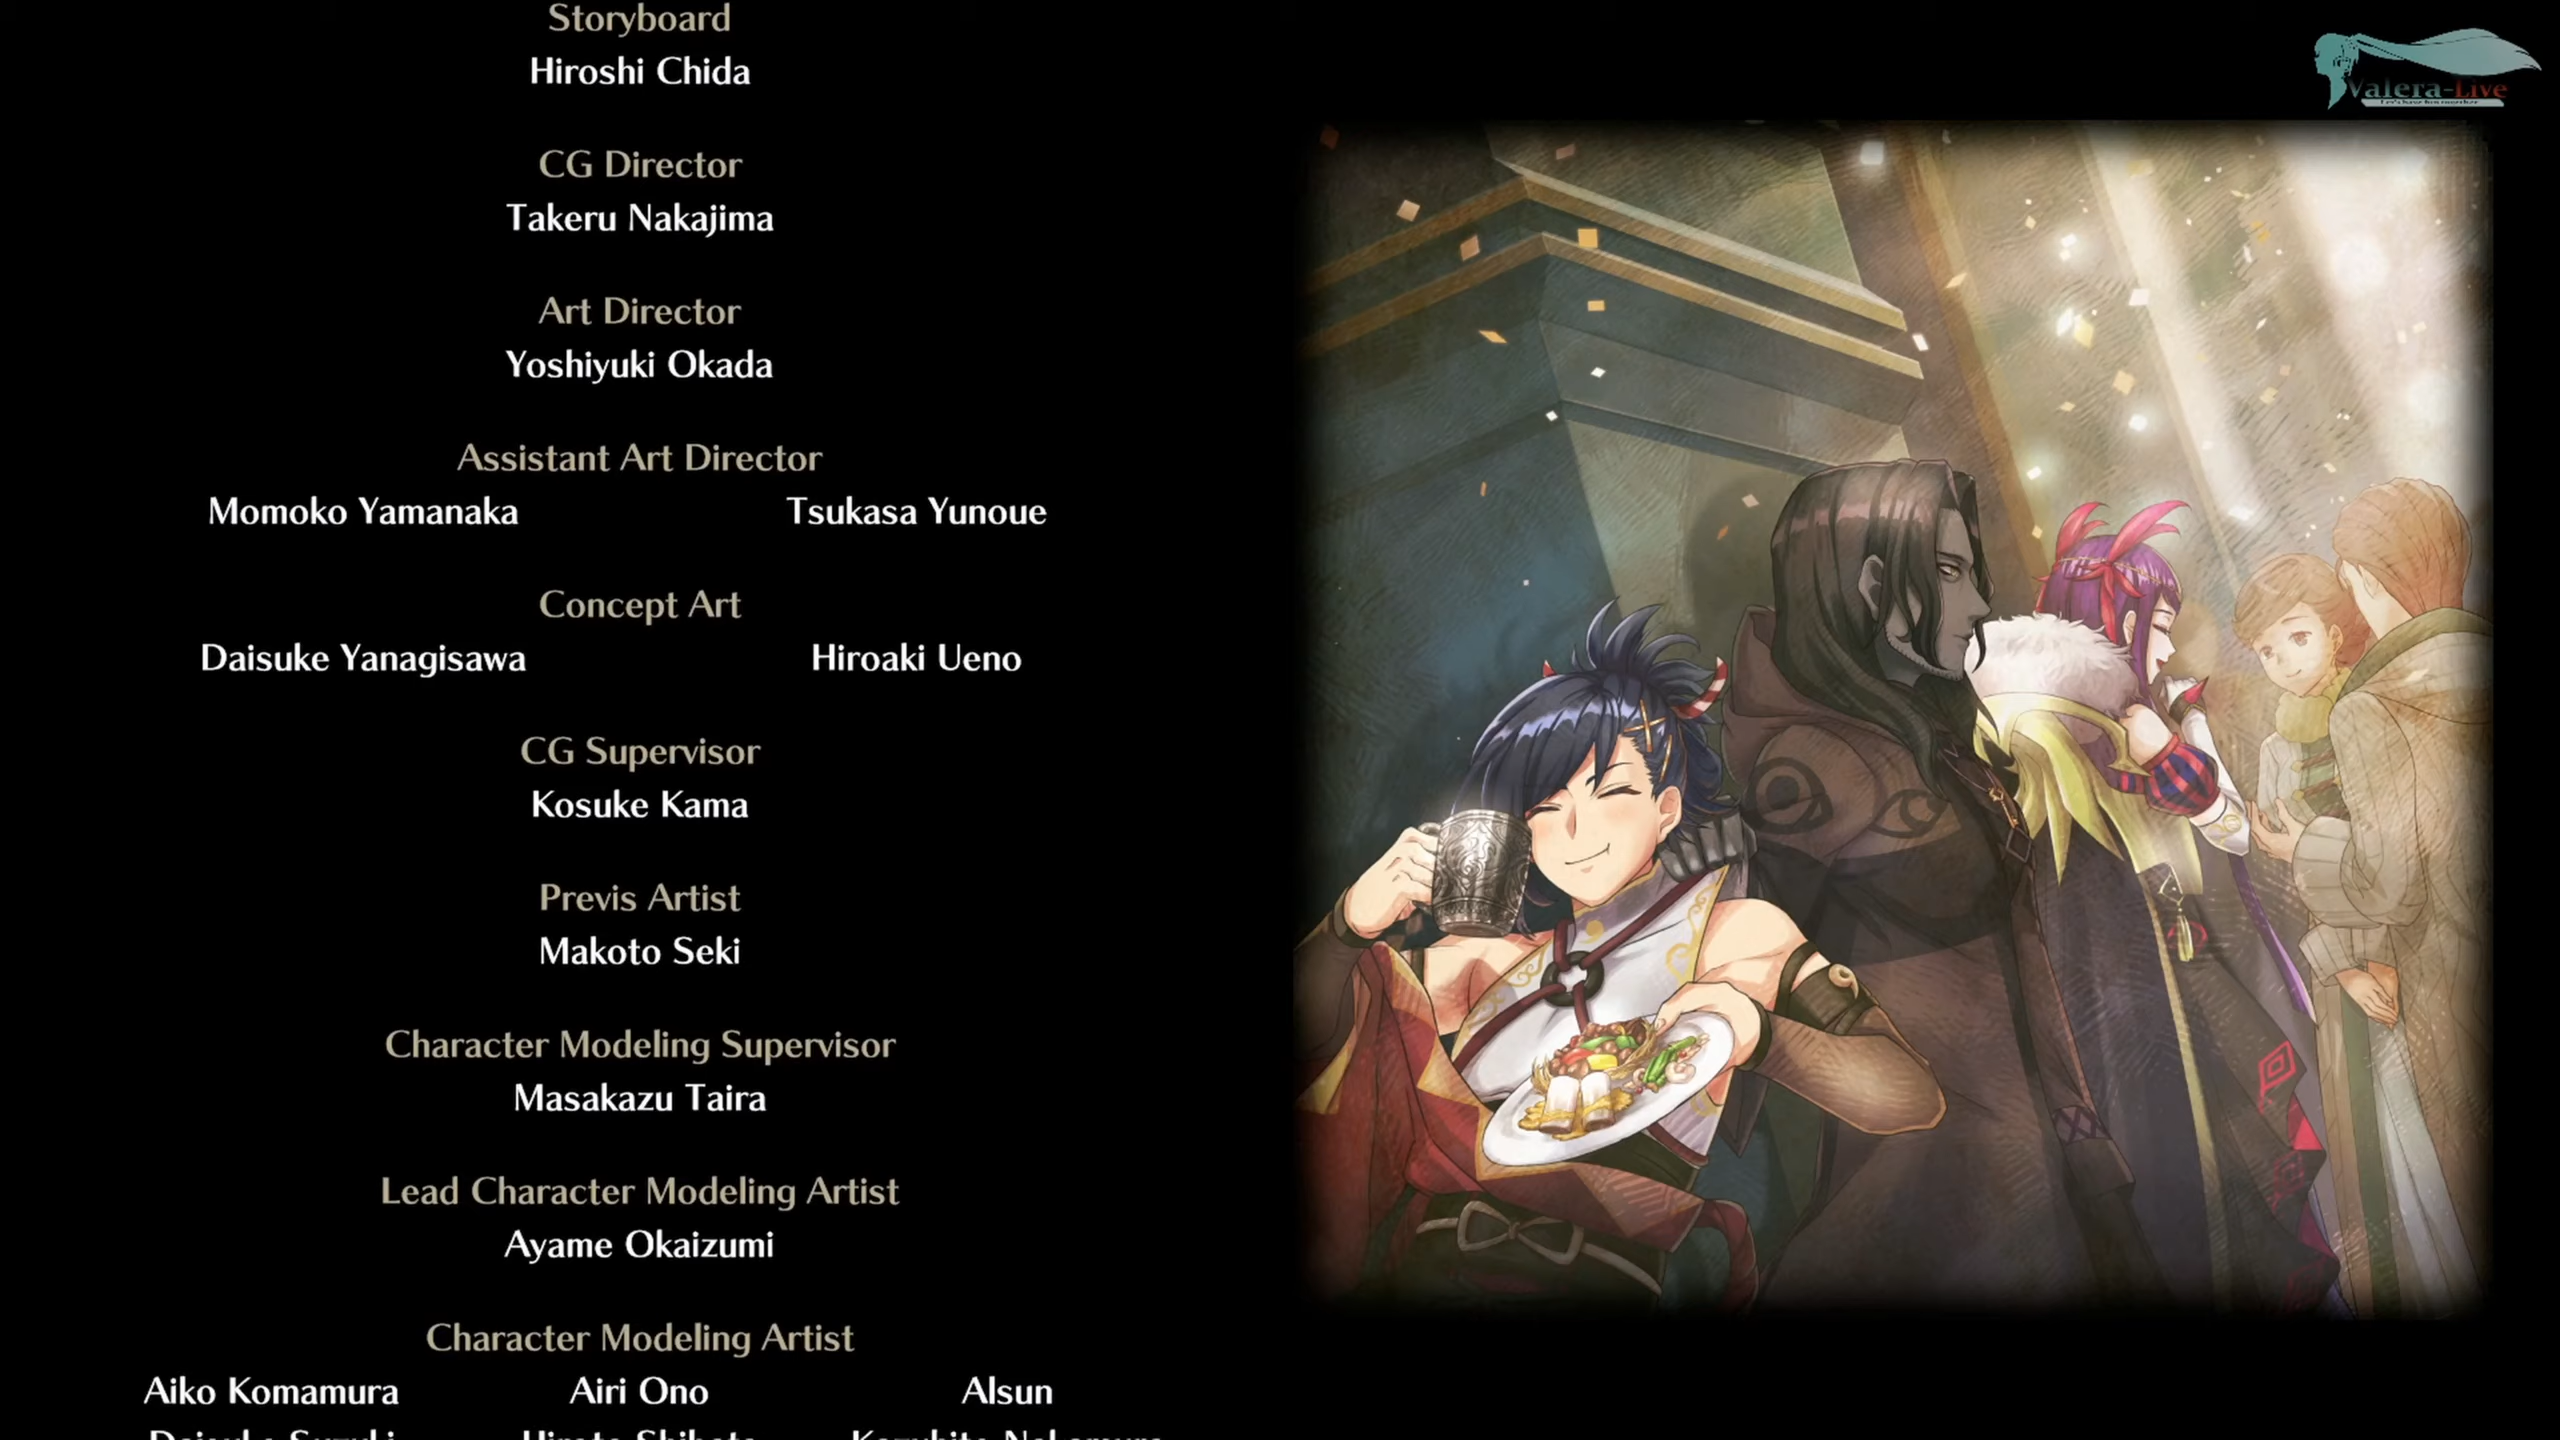 Storyboard
Hiroshi Chida
CG Director
Takeru Nakajima
Art Director
Yoshiyuki Okada
Assistant Art Director
Momoko Yamanaka Tsukasa Yunoue
Concept Art
Daisuke Yanagisawa Hiroaki Ueno
CG Supervisor
Kosuke Kama
Previs Artist
Makoto Seki
Character Modeling Supervisor
Masakazu Taira
Lead Character Modeling Artist
Ayame Okaizumi
Character Modeling Artist
Aiko Komamura Airi Ono Alsun
Valera-Live